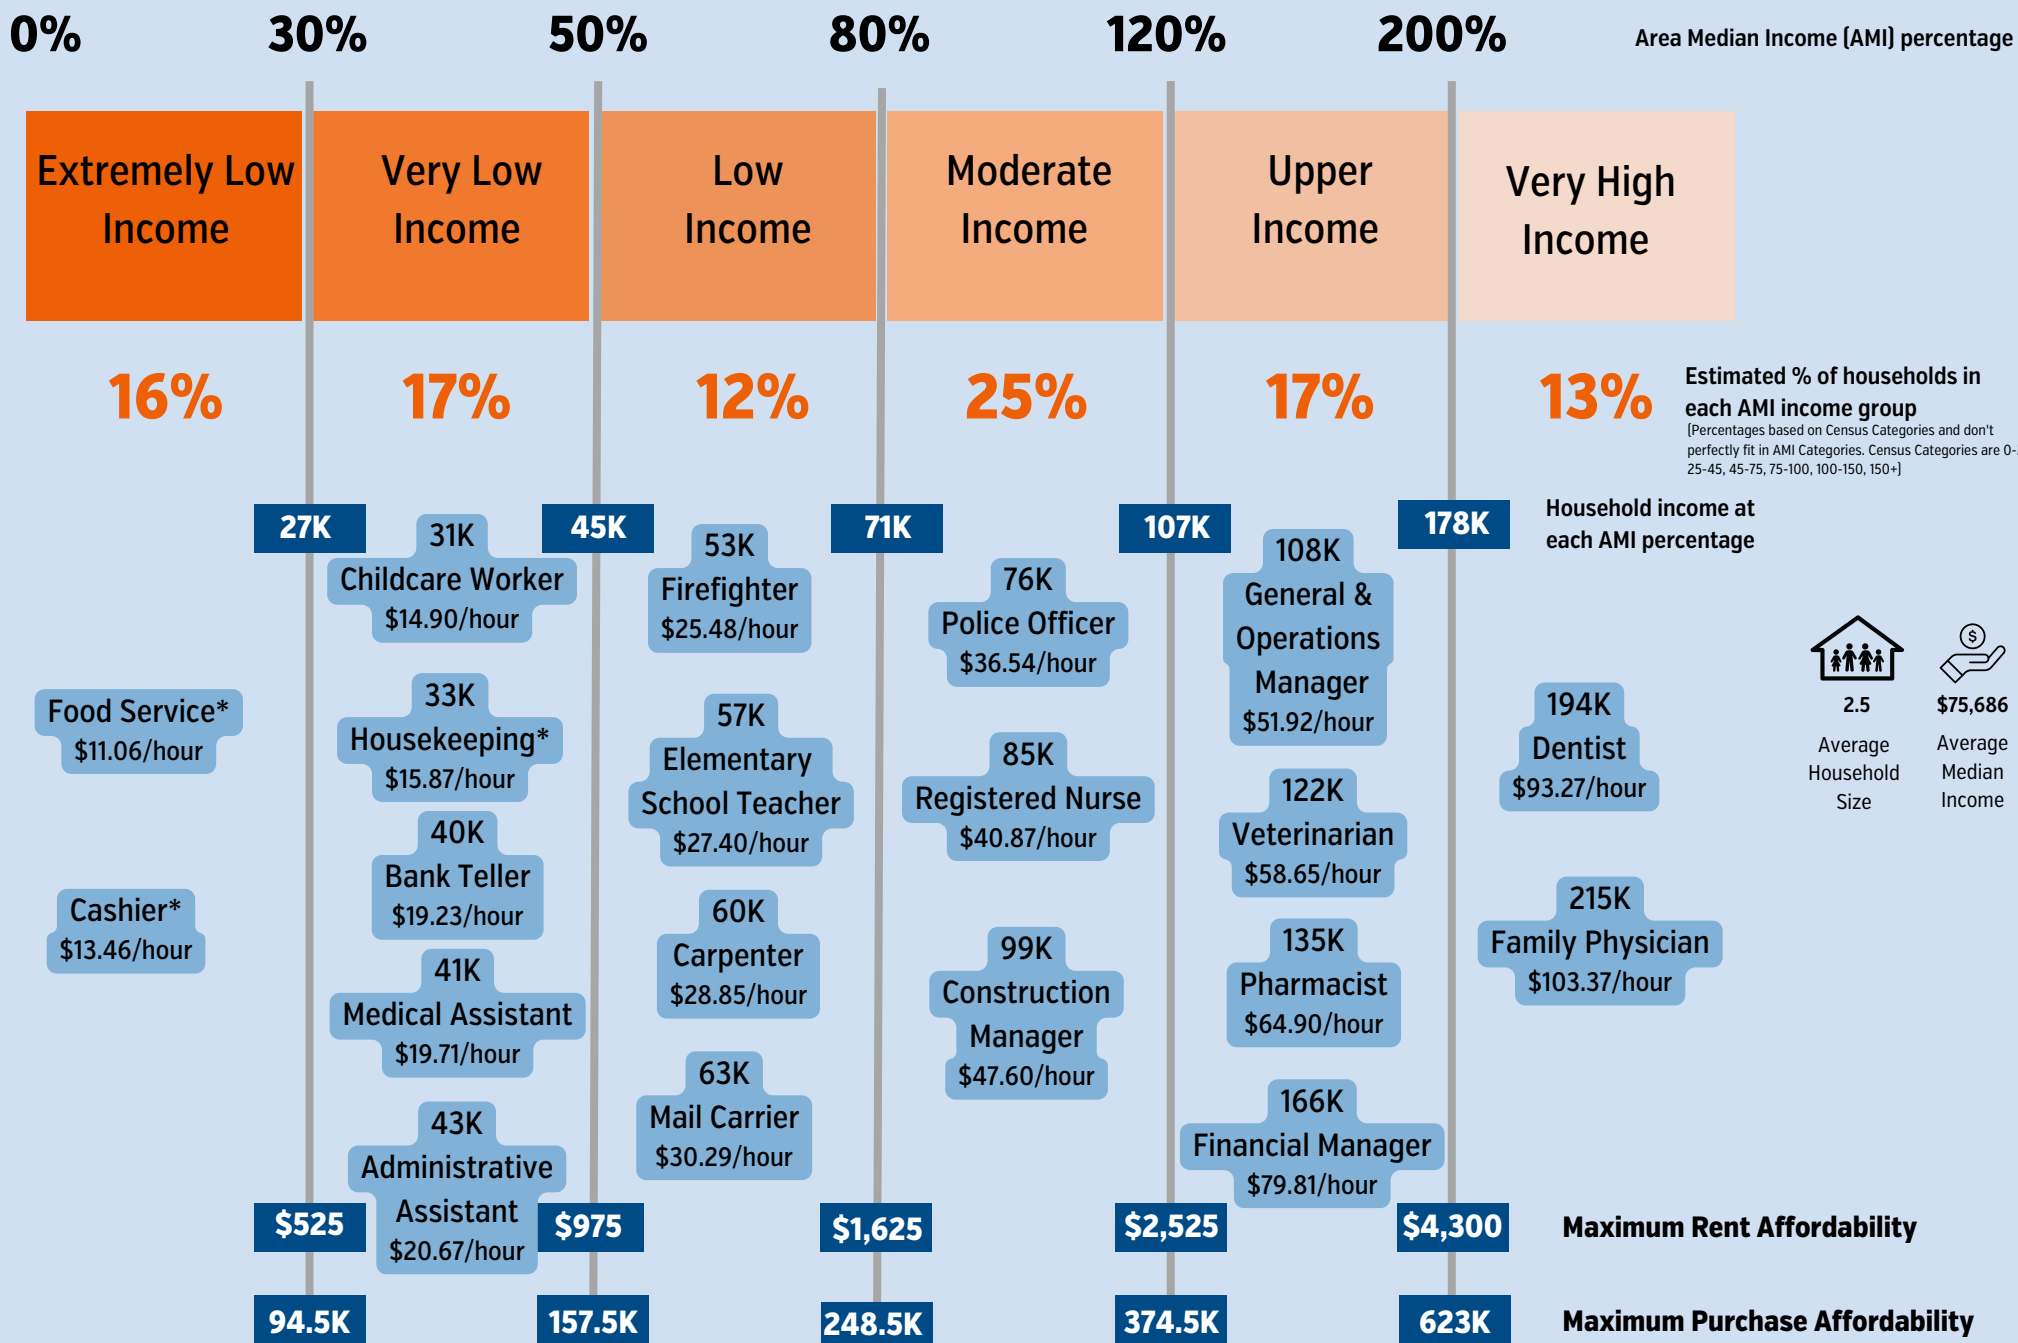 0% 30% 50% 80% 120% 200% Area Median Income (AMI) percentage
Extremely Low
Income
Very Low
Income
Low
Income
Moderate
Income
Upper
Income
Very High
Income
16% 17% 12% 25% 17% 13%
Estimated % of households in
each AMI income group
(Percentages based on Census Categories and don't
perfectly fit in AMI Categories. Census Categories are 0-
25-45, 45-75, 75-100, 100-150, 150+)
27K 45K 71K 107K 178K
Household income at
each AMI percentage
Food Service*
$11.06/hour
Cashier*
$13.46/hour
31K
Childcare Worker
$14.90/hour
33K
Housekeeping*
$15.87/hour
40K
Bank Teller
$19.23/hour
41K
Medical Assistant
$19.71/hour
43K
Administrative
Assistant
$20.67/hour
53K
Firefighter
$25.48/hour
57K
Elementary
School Teacher
$27.40/hour
60K
Carpenter
$28.85/hour
63K
Mail Carrier
$30.29/hour
76K
Police Officer
$36.54/hour
85K
Registered Nurse
$40.87/hour
99K
Construction
Manager
$47.60/hour
108K
General &
Operations
Manager
$51.92/hour
122K
Veterinarian
$58.65/hour
135K
Pharmacist
$64.90/hour
166K
Financial Manager
$79.81/hour
194K
Dentist
$93.27/hour
215K
Family Physician
$103.37/hour
$
2.5
Average
Household
Size
$75,686
Average
Median
Income
$525 $975 $1,625 $2,525 $4,300 Maximum Rent Affordability
94.5K 157.5K 248.5K 374.5K 623K Maximum Purchase Affordability